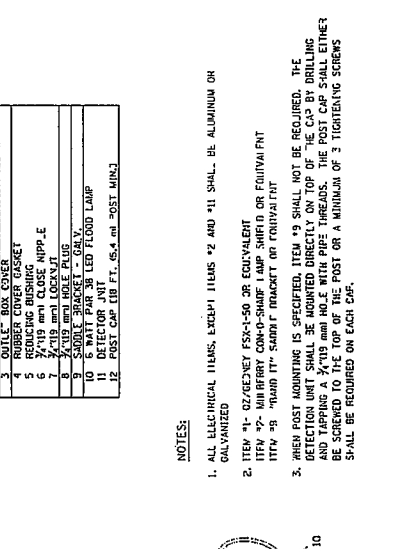 3 OUTLET BOX COVER
4 RUBBER COVER GASKET
5 REDUCING BUSHING
6 3/4"(19 mm) CLOSE NIPPLE
7 3/4"(19 mm) LOCKNUT
8 3/4"(19 mm) HOLE PLUG
9 SADDLE BRACKET - GALV.
10 6 WATT PAR 38 LED FLOOD LAMP
11 DETECTOR UNIT
12 POST CAP [18 FT. (5.4 m) POST MIN.]
NOTES:
1. ALL ELECTRICAL ITEMS, EXCEPT ITEMS #2 AND #11 SHALL BE ALUMINUM OR
GALVANIZED
2. ITEM #1- OZ/GEDNEY FSX-1-50 OR EQUIVALENT
ITEM #2- MULBERRY CON-O-SHADE LAMP SHIELD OR EQUIVALENT
ITEM #9 "BAND IT" SADDLE BRACKET OR EQUIVALENT
3. WHEN POST MOUNTING IS SPECIFIED, ITEM #9 SHALL NOT BE REQUIRED. THE
DETECTION UNIT SHALL BE MOUNTED DIRECTLY ON TOP OF THE CAP BY DRILLING
AND TAPPING A 3/4"(19 mm) HOLE WITH PIPE THREADS. THE POST CAP SHALL EITHER
BE SCREWED TO THE TOP OF THE POST OR A MINIMUM OF 3 TIGHTENING SCREWS
SHALL BE REQUIRED ON EACH CAP.
10